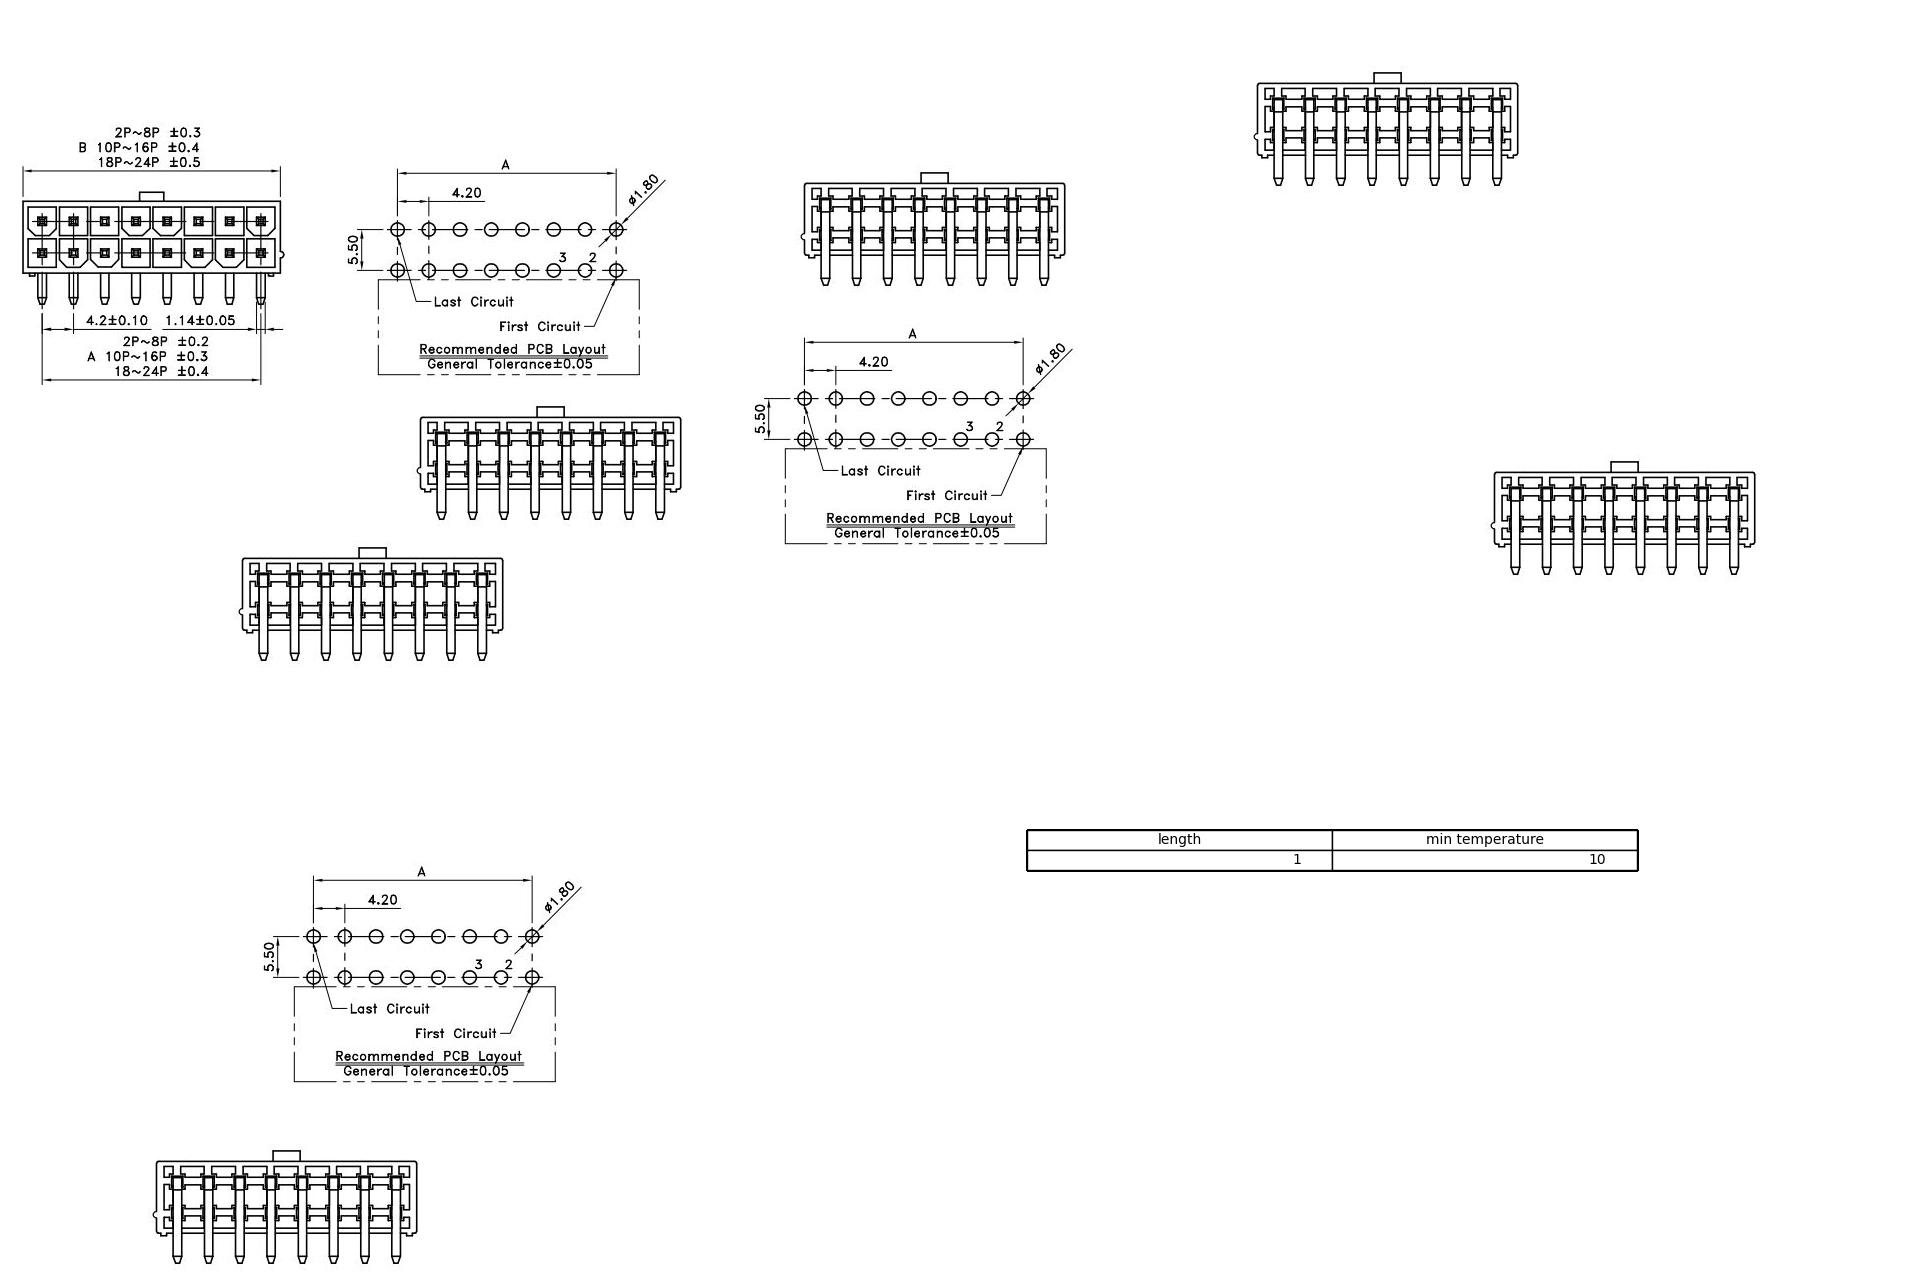 2P~8P ±0.3
B 10P~16P ±0.4
18P~24P ±0.5
4.2±0.10 1.14±0.05
2P~8P ±0.2
A 10P~16P ±0.3
18~24P ±0.4
A
4.20
ø1.80
5.50
3 2
Last Circuit
First Circuit
Recommended PCB Layout
General Tolerance±0.05
A
4.20
ø1.80
5.50
3 2
Last Circuit
First Circuit
Recommended PCB Layout
General Tolerance±0.05
length min temperature
1 10
A
4.20
ø1.80
5.50
3 2
Last Circuit
First Circuit
Recommended PCB Layout
General Tolerance±0.05